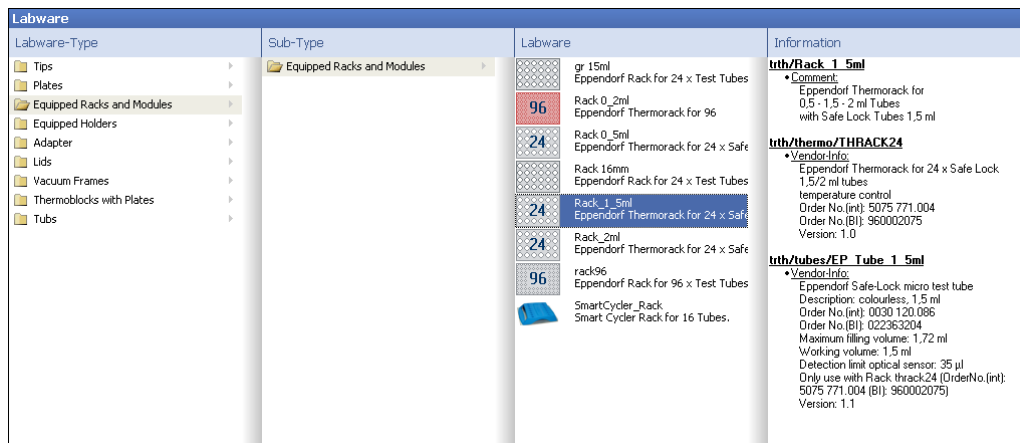 Labware
Labware-Type
Tips
Plates
Equipped Racks and Modules
Equipped Holders
Adapter
Lids
Vacuum Frames
Thermoblocks with Plates
Tubs
Sub-Type
Equipped Racks and Modules
Labware
gr 15ml
Eppendorf Rack for 24 x Test Tubes
96
Rack 0_2ml
Eppendorf Thermorack for 96
24
Rack 0_5ml
Eppendorf Thermorack for 24 x Safe
Rack 16mm
Eppendorf Rack for 24 x Test Tubes
24
Rack_1_5ml
Eppendorf Thermorack for 24 x Safe
24
Rack_2ml
Eppendorf Thermorack for 24 x Safe
96
rack96
Eppendorf Rack for 96 x Test Tubes
SmartCycler_Rack
Smart Cycler Rack for 16 Tubes.
Information
trth/Rack_1_5ml
• Comment:
Eppendorf Thermorack for
0,5 - 1,5 - 2 ml Tubes
with Safe Lock Tubes 1,5 ml
trth/thermo/THRACK24
• Vendor-Info:
Eppendorf Thermorack for 24 x Safe Lock
1,5/2 ml tubes
temperature control
Order No.(int): 5075 771.004
Order No.(BI): 960002075
Version: 1.0
trth/tubes/EP_Tube_1_5ml
• Vendor-Info:
Eppendorf Safe-Lock micro test tube
Description: colourless, 1,5 ml
Order No.(int): 0030 120.086
Order No.(BI): 022363204
Maximum filling volume: 1,72 ml
Working volume: 1,5 ml
Detection limit optical sensor: 35 µl
Only use with Rack thrack24 (OrderNo.(int):
5075 771.004 (BI): 960002075)
Version: 1.1